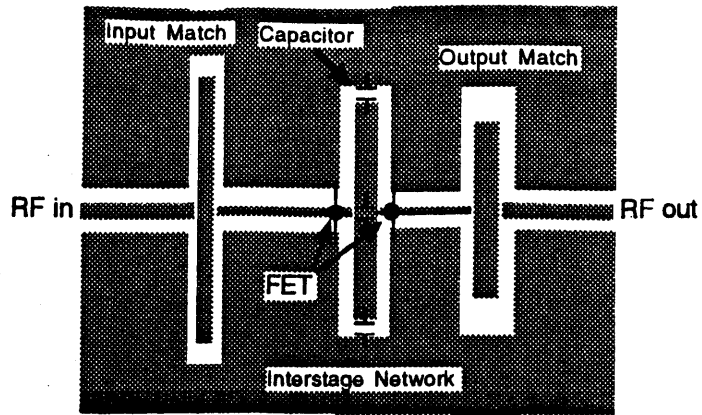 Input Match
Capacitor
Output Match
RF in
RF out
FET
Interstage Network